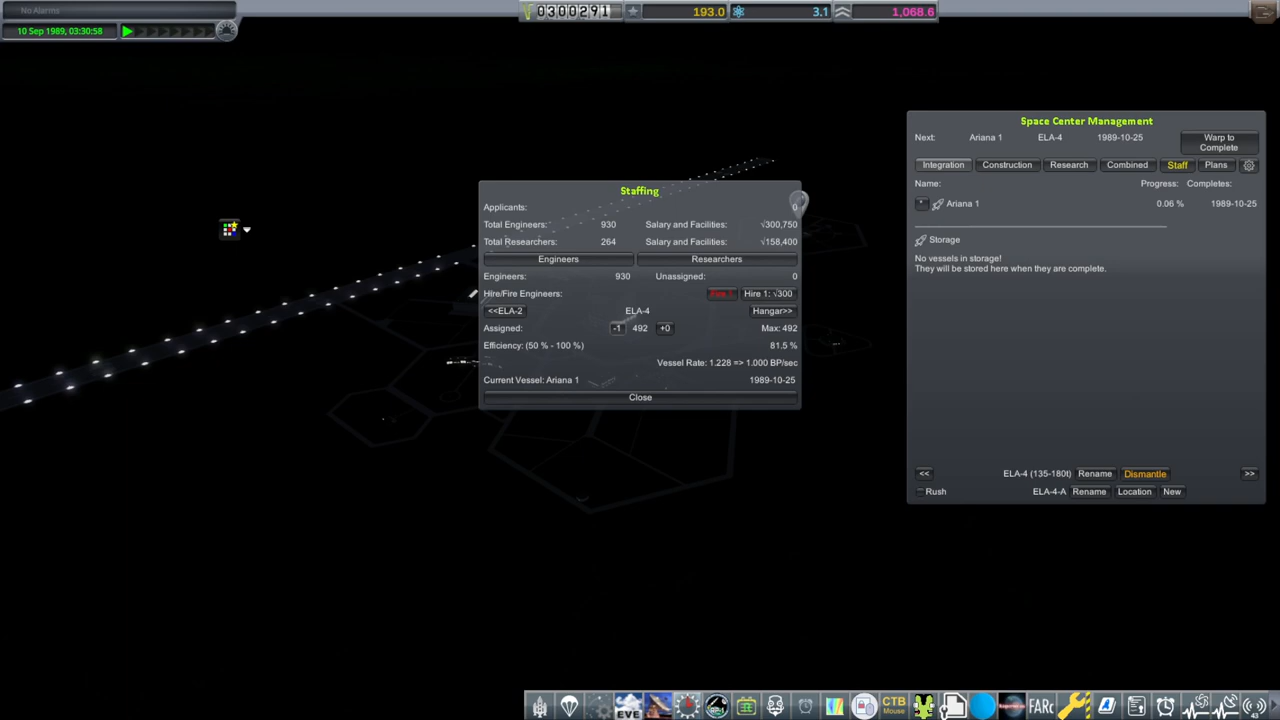 No Alarms
0300291
193.0
3.1
1,068.6
10 Sep 1989, 03:30:58
Staffing
Applicants: 0
Total Engineers: 930 Salary and Facilities: √300,750
Total Researchers: 264 Salary and Facilities: √158,400
Engineers Researchers
Engineers: 930 Unassigned: 0
Hire/Fire Engineers: Fire 1 Hire 1: √300
<<ELA-2 ELA-4 Hangar>>
Assigned: -1 492 +0 Max: 492
Efficiency: (50 % - 100 %) 81.5 %
Vessel Rate: 1.228 => 1.000 BP/sec
Current Vessel: Ariana 1 1989-10-25
Close
Space Center Management
Next: Ariana 1 ELA-4 1989-10-25 Warp to
Complete
Integration Construction Research Combined Staff Plans
Name: Progress: Completes:
* Ariana 1 0.06 % 1989-10-25
Storage
No vessels in storage!
They will be stored here when they are complete.
<< ELA-4 (135-180t) Rename Dismantle >>
Rush ELA-4-A Rename Location New
EVE
RP-1
CTB
Mouse
FARc
43